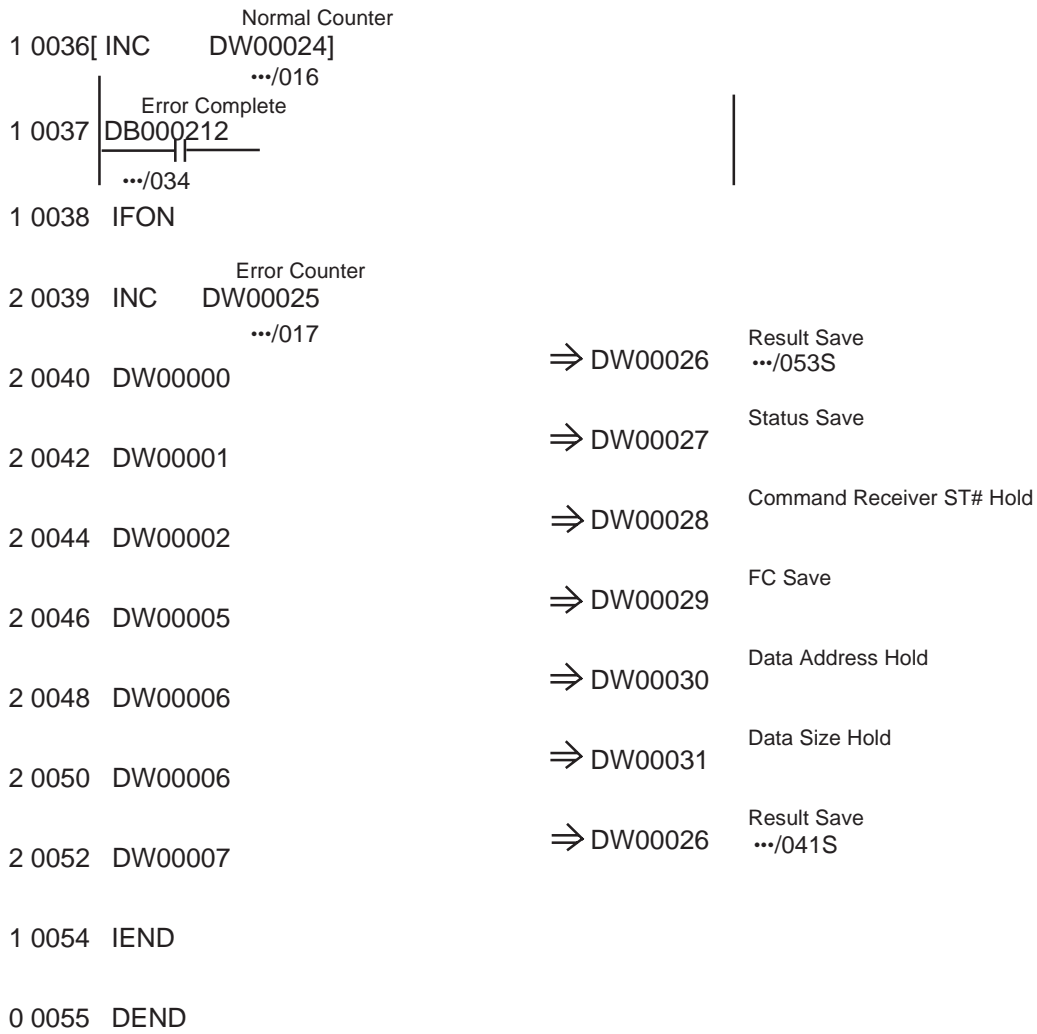 Normal Counter
1 0036[ INC DW00024]
•••/016
Error Complete
1 0037 DB000212
•••/034
1 0038 IFON
Error Counter
2 0039 INC DW00025
•••/017
Result Save
2 0040 DW00000 ⇒ DW00026 •••/053S
Status Save
2 0042 DW00001 ⇒ DW00027
Command Receiver ST# Hold
2 0044 DW00002 ⇒ DW00028
FC Save
2 0046 DW00005 ⇒ DW00029
Data Address Hold
2 0048 DW00006 ⇒ DW00030
Data Size Hold
2 0050 DW00006 ⇒ DW00031
Result Save
2 0052 DW00007 ⇒ DW00026 •••/041S
1 0054 IEND
0 0055 DEND